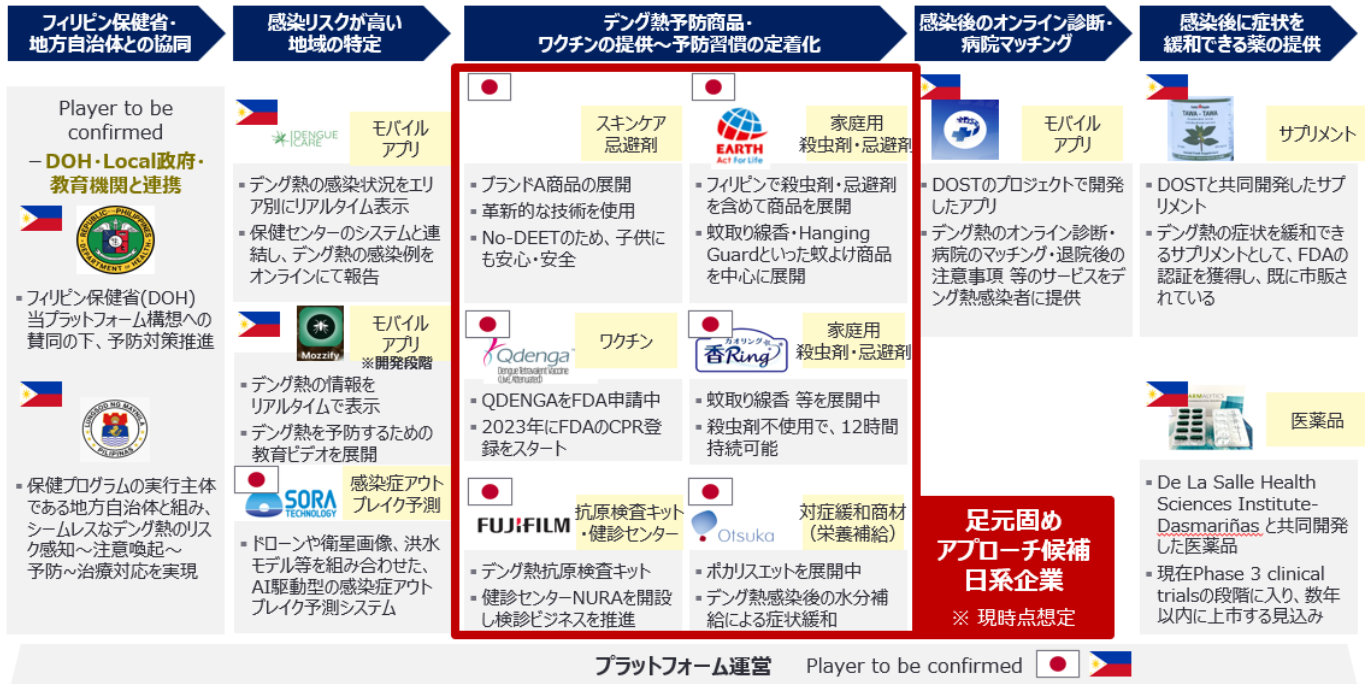 フィリピン保健省・
地方自治体との協同
感染リスクが高い
地域の特定
デング熱予防商品・
ワクチンの提供～予防習慣の定着化
感染後のオンライン診断・
病院マッチング
感染後に症状を
緩和できる薬の提供
Player to be
confirmed
－DOH・Local政府・
教育機関と連携
REPUBLIC PHILIPPINES
DEPARTMENT OF HEALTH
▪フィリピン保健省(DOH)
当プラットフォーム構想への
賛同の下、予防対策推進
LUNGSOD NG MAYNILA
PILIPINAS
▪保健プログラムの実行主体
である地方自治体と組み、
シームレスなデング熱のリス
ク感知～注意喚起～
予防～治療対応を実現
DENGUE
CARE
モバイル
アプリ
▪デング熱の感染状況をエリ
ア別にリアルタイム表示
▪保健センターのシステムと連
結し、デング熱の感染例を
オンラインにて報告
Mozzify
モバイル
アプリ
※開発段階
▪デング熱の情報を
リアルタイムで表示
▪デング熱を予防するための
教育ビデオを展開
SORA
TECHNOLOGY
感染症アウト
ブレイク予測
▪ドローンや衛星画像、洪水
モデル等を組み合わせた、
AI駆動型の感染症アウト
ブレイク予測システム
スキンケア
忌避剤
▪ブランドA商品の展開
▪革新的な技術を使用
▪No-DEETのため、子供に
も安心・安全
EARTH
Act For Life
家庭用
殺虫剤・忌避剤
▪フィリピンで殺虫剤・忌避剤
を含めて商品を展開
▪蚊取り線香・Hanging
Guardといった蚊よけ商品
を中心に展開
Qdenga
Dengue Tetravalent Vaccine
(Live, Attenuated)
ワクチン
▪QDENGAをFDA申請中
▪2023年にFDAのCPR登
録をスタート
カオリング
香Ring
家庭用
殺虫剤・忌避剤
▪蚊取り線香 等を展開中
▪殺虫剤不使用で、12時間
持続可能
FUJIFILM
抗原検査キット
・健診センター
▪デング熱抗原検査キット
▪健診センターNURAを開設
し検診ビジネスを推進
Otsuka
対症緩和商材
（栄養補給）
▪ポカリスエットを展開中
▪デング熱感染後の水分補
給による症状緩和
モバイル
アプリ
▪DOSTのプロジェクトで開発
したアプリ
▪デング熱のオンライン診断・
病院のマッチング・退院後の
注意事項 等のサービスをデ
ング熱感染者に提供
足元固め
アプローチ候補
日系企業
※ 現時点想定
TAWA - TAWA
サプリメント
▪DOSTと共同開発したサプ
リメント
▪デング熱の症状を緩和でき
るサプリメントとして、FDAの
認証を獲得し、既に市販さ
れている
医薬品
▪De La Salle Health
Sciences Institute-
Dasmariñas と共同開発
した医薬品
▪現在Phase 3 clinical
trialsの段階に入り、数年
以内に上市する見込み
プラットフォーム運営 Player to be confirmed